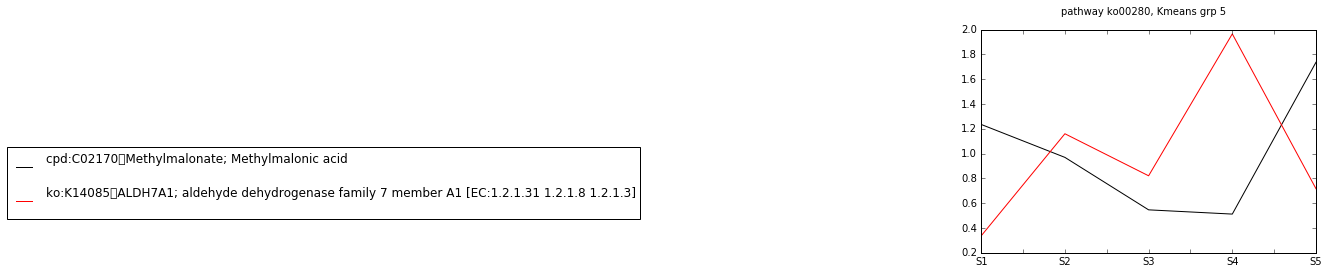 pathway ko00280, Kmeans grp 5
cpd:C02170▯Methylmalonate; Methylmalonic acid
ko:K14085▯ALDH7A1; aldehyde dehydrogenase family 7 member A1 [EC:1.2.1.31 1.2.1.8 1.2.1.3]
2.0
1.8
1.6
1.4
1.2
1.0
0.8
0.6
0.4
0.2
S1 S2 S3 S4 S5